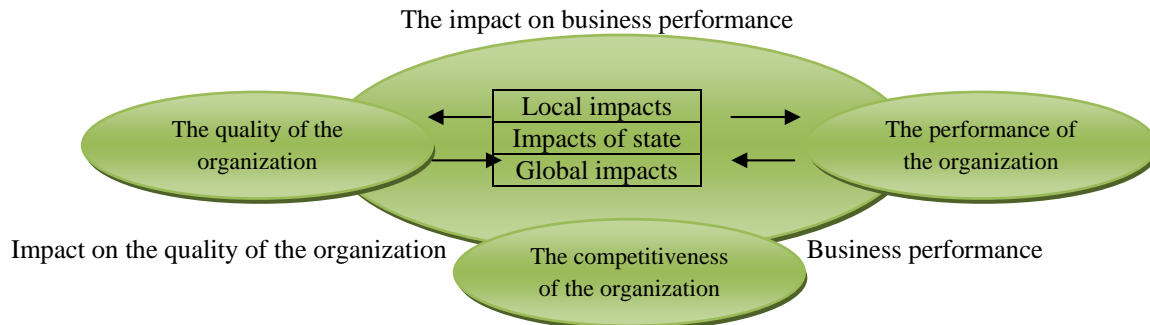 The impact on business performance
Local impacts
Impacts of state
Global impacts
The quality of the
organization
The performance of
the organization
Impact on the quality of the organization
The competitiveness
of the organization
Business performance